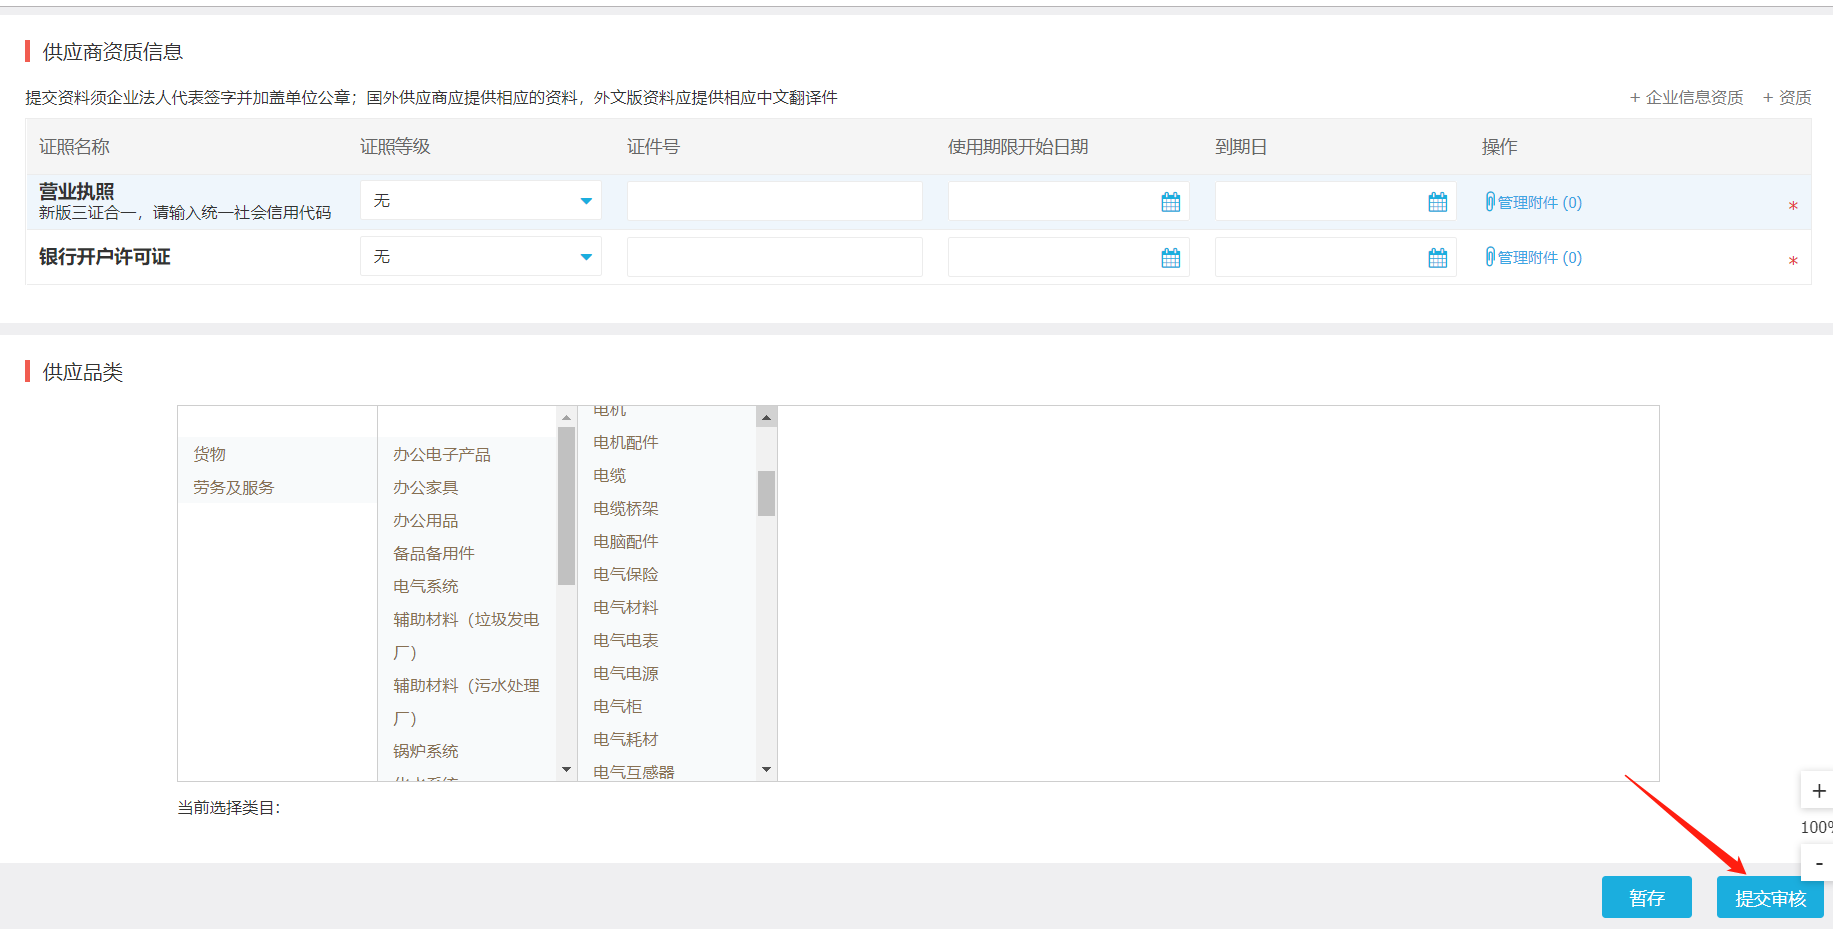 供应商资质信息
提交资料须企业法人代表签字并加盖单位公章；国外供应商应提供相应的资料，外文版资料应提供相应中文翻译件
+ 企业信息资质 + 资质
证照名称 证照等级 证件号 使用期限开始日期 到期日 操作
营业执照
新版三证合一，请输入统一社会信用代码
无
管理附件 (0)
*
银行开户许可证
无
管理附件 (0)
*
供应品类
货物
劳务及服务
办公电子产品
办公家具
办公用品
备品备用件
电气系统
辅助材料（垃圾发电
厂）
辅助材料（污水处理
厂）
锅炉系统
电机
电机配件
电缆
电缆桥架
电脑配件
电气保险
电气材料
电气电表
电气电源
电气柜
电气耗材
电气互感器
当前选择类目：
+
100%
-
暂存
提交审核